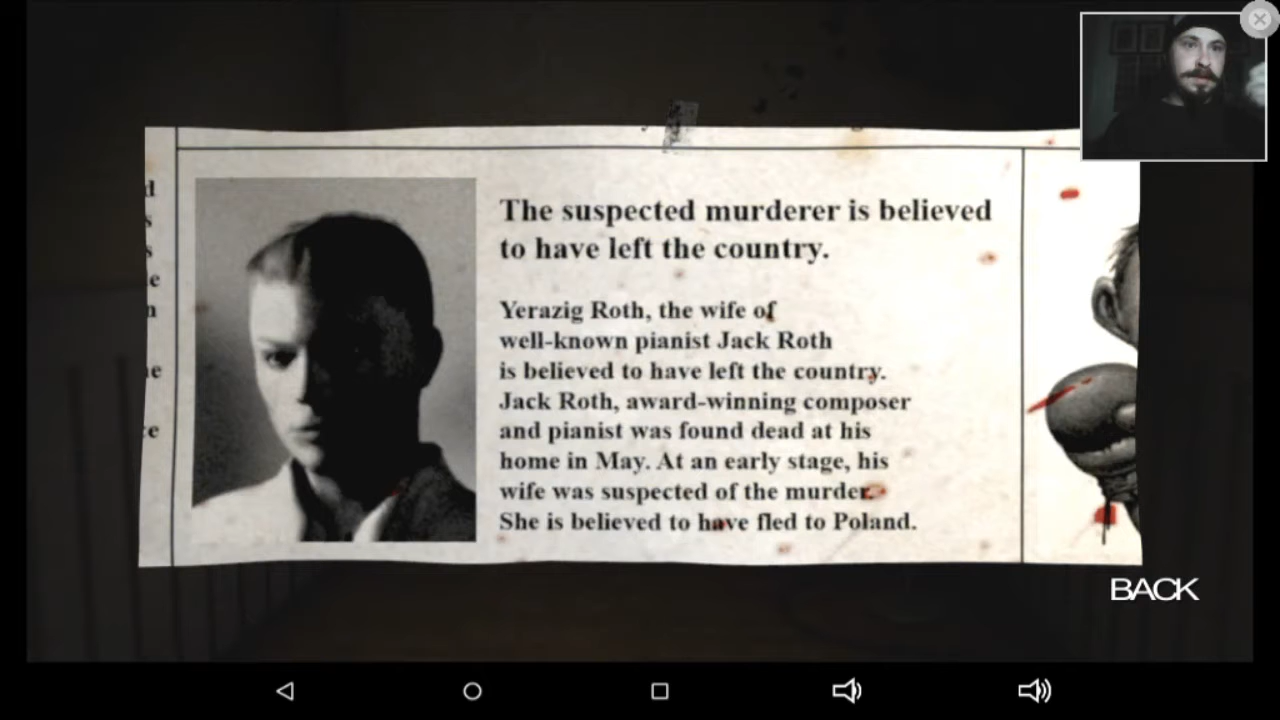 The suspected murderer is believed
to have left the country.
Yerazig Roth, the wife of
well-known pianist Jack Roth
is believed to have left the country.
Jack Roth, award-winning composer
and pianist was found dead at his
home in May. At an early stage, his
wife was suspected of the murder.
She is believed to have fled to Poland.
BACK